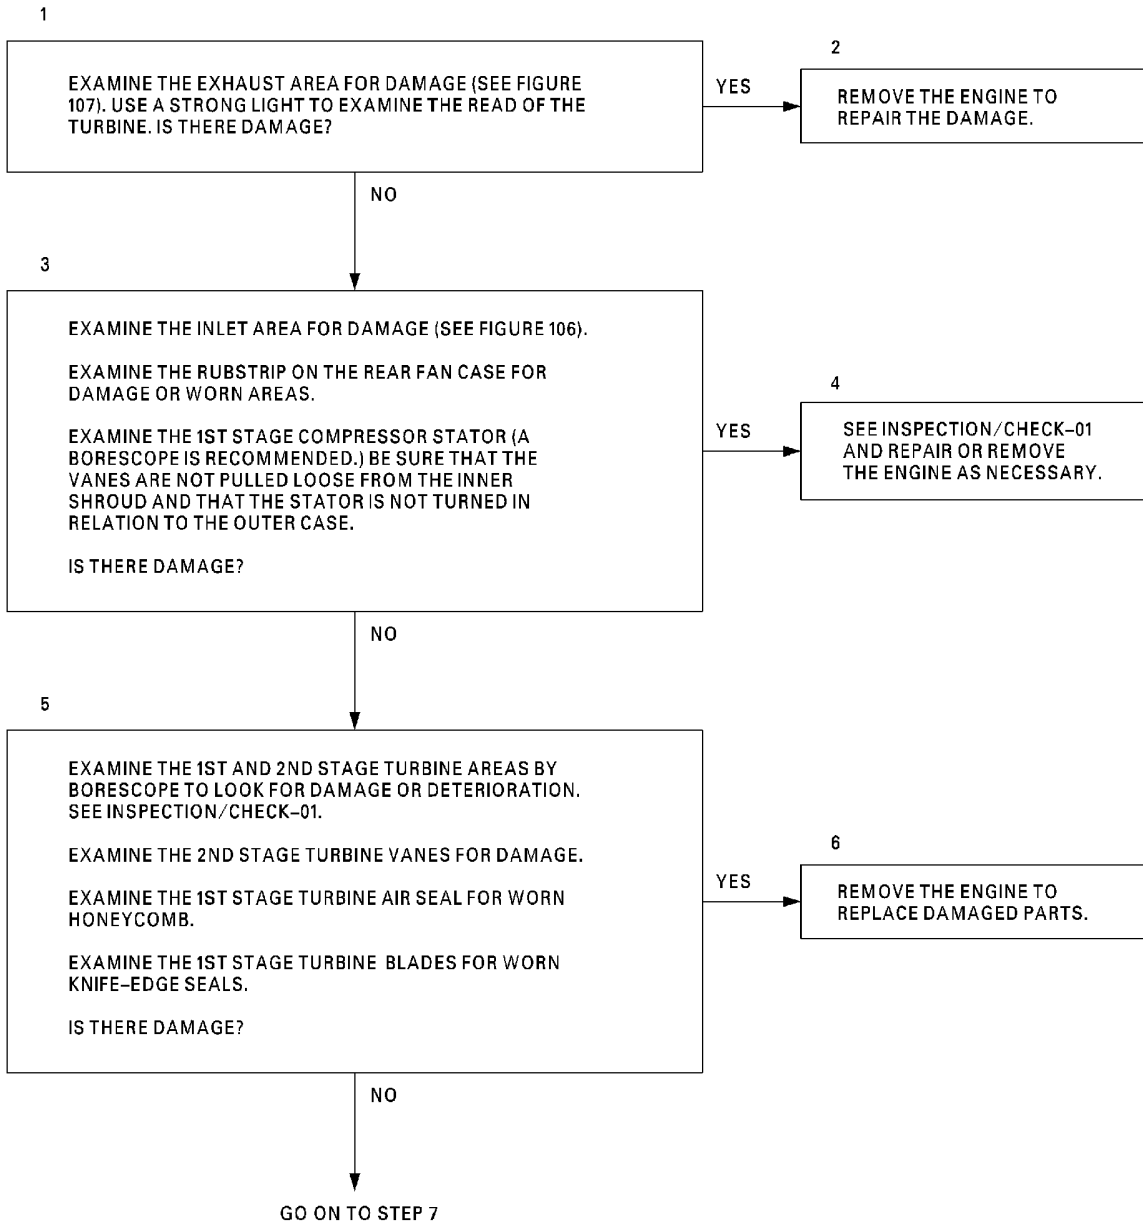 1
EXAMINE THE EXHAUST AREA FOR DAMAGE (SEE FIGURE
107). USE A STRONG LIGHT TO EXAMINE THE READ OF THE
TURBINE. IS THERE DAMAGE?
YES
2
REMOVE THE ENGINE TO
REPAIR THE DAMAGE.
NO
3
EXAMINE THE INLET AREA FOR DAMAGE (SEE FIGURE 106).
EXAMINE THE RUBSTRIP ON THE REAR FAN CASE FOR
DAMAGE OR WORN AREAS.
EXAMINE THE 1ST STAGE COMPRESSOR STATOR (A
BORESCOPE IS RECOMMENDED.) BE SURE THAT THE
VANES ARE NOT PULLED LOOSE FROM THE INNER
SHROUD AND THAT THE STATOR IS NOT TURNED IN
RELATION TO THE OUTER CASE.
IS THERE DAMAGE?
YES
4
SEE INSPECTION/CHECK–01
AND REPAIR OR REMOVE
THE ENGINE AS NECESSARY.
NO
5
EXAMINE THE 1ST AND 2ND STAGE TURBINE AREAS BY
BORESCOPE TO LOOK FOR DAMAGE OR DETERIORATION.
SEE INSPECTION/CHECK–01.
EXAMINE THE 2ND STAGE TURBINE VANES FOR DAMAGE.
EXAMINE THE 1ST STAGE TURBINE AIR SEAL FOR WORN
HONEYCOMB.
EXAMINE THE 1ST STAGE TURBINE BLADES FOR WORN
KNIFE–EDGE SEALS.
IS THERE DAMAGE?
YES
6
REMOVE THE ENGINE TO
REPLACE DAMAGED PARTS.
NO
GO ON TO STEP 7